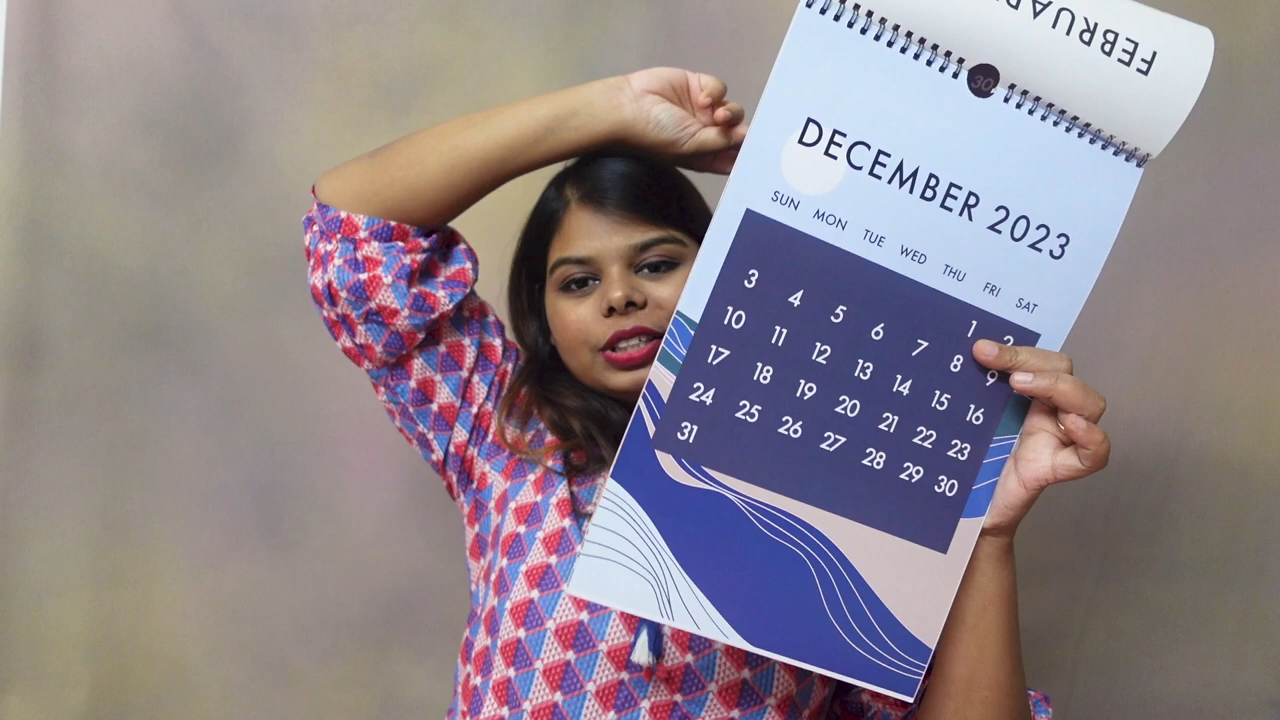 FEBRUARY
30
DECEMBER 2023
SUN MON TUE WED THU FRI SAT
1 2
3 4 5 6 7 8 9
10 11 12 13 14 15 16
17 18 19 20 21 22 23
24 25 26 27 28 29 30
31